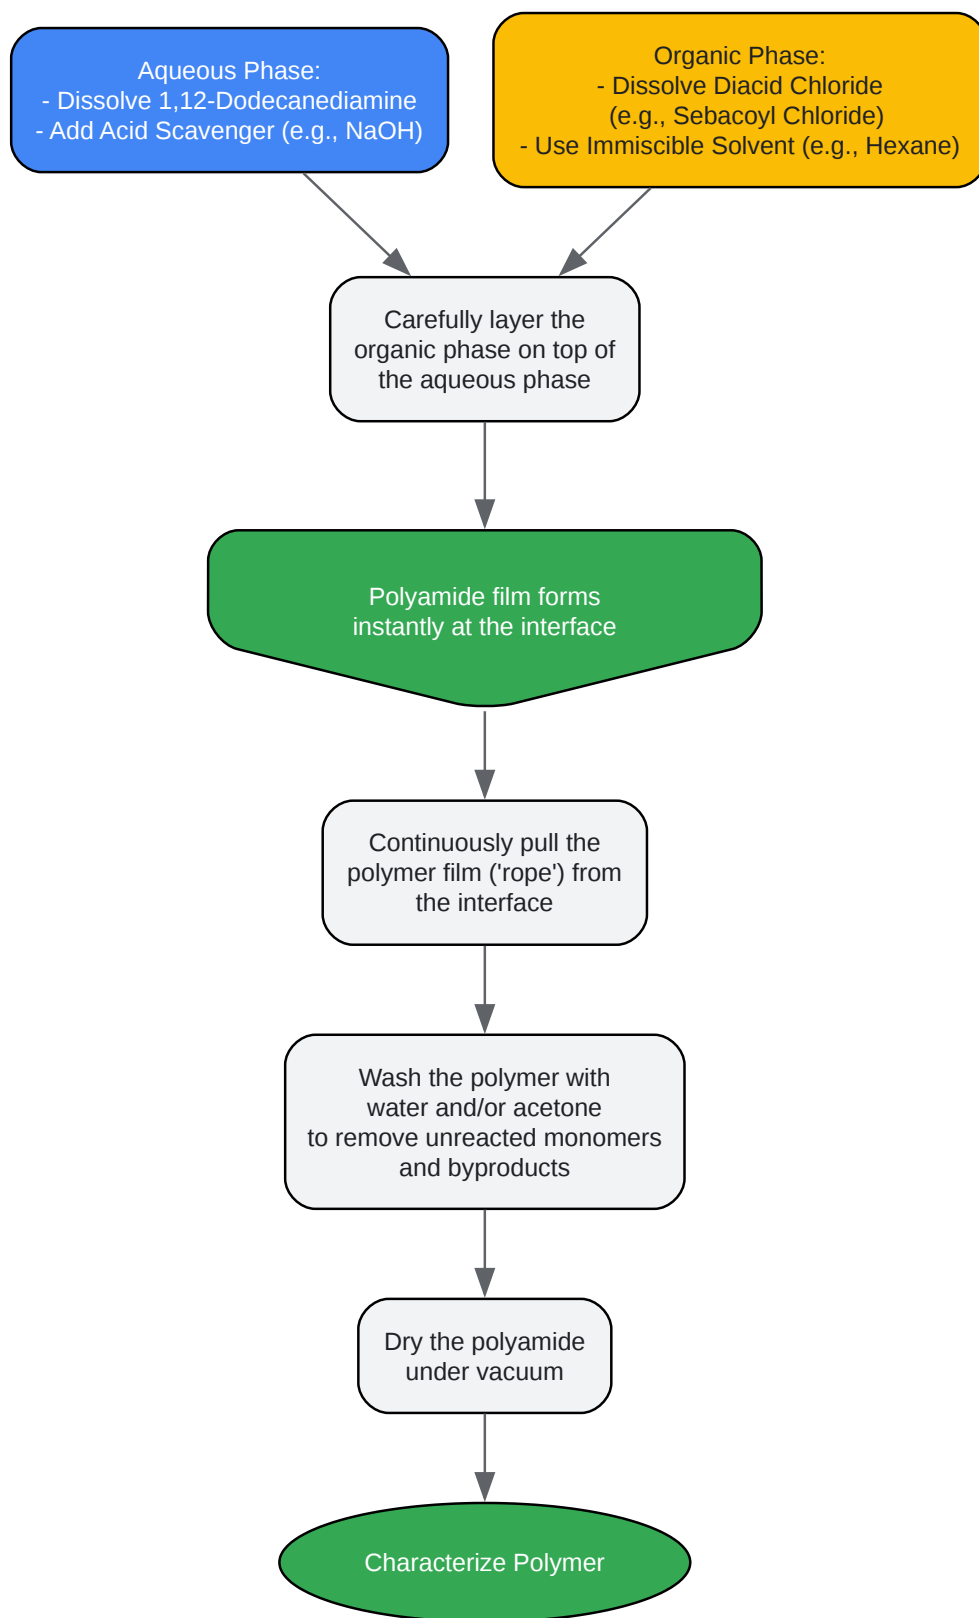 Aqueous Phase:
- Dissolve 1,12-Dodecanediamine
- Add Acid Scavenger (e.g., NaOH)
Organic Phase:
- Dissolve Diacid Chloride
(e.g., Sebacoyl Chloride)
- Use Immiscible Solvent (e.g., Hexane)
Carefully layer the
organic phase on top of
the aqueous phase
Polyamide film forms
instantly at the interface
Continuously pull the
polymer film ('rope') from
the interface
Wash the polymer with
water and/or acetone
to remove unreacted monomers
and byproducts
Dry the polyamide
under vacuum
Characterize Polymer